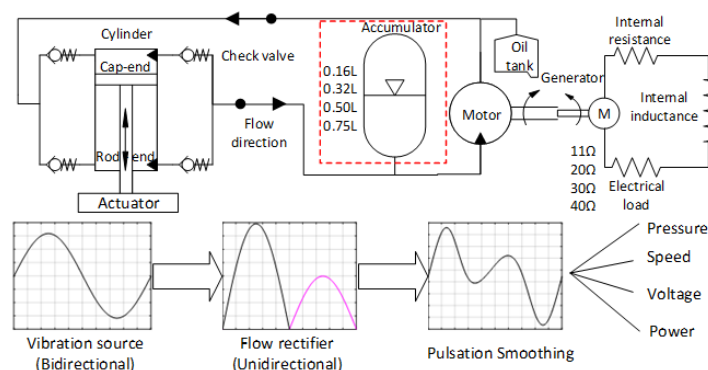 Cylinder
Cap-end
Rod-end
Actuator
Check valve
Flow
direction
Accumulator
0.16L
0.32L
0.50L
0.75L
Motor
Oil
tank
Generator
M
Internal
resistance
Internal
inductance
11Ω
20Ω
30Ω
40Ω
Electrical
load
Vibration source
(Bidirectional)
Flow rectifier
(Unidirectional)
Pulsation Smoothing
Pressure
Speed
Voltage
Power